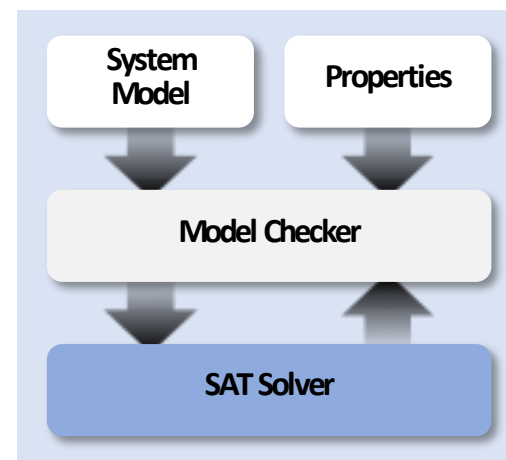 System
Model
Properties
Model Checker
SAT Solver